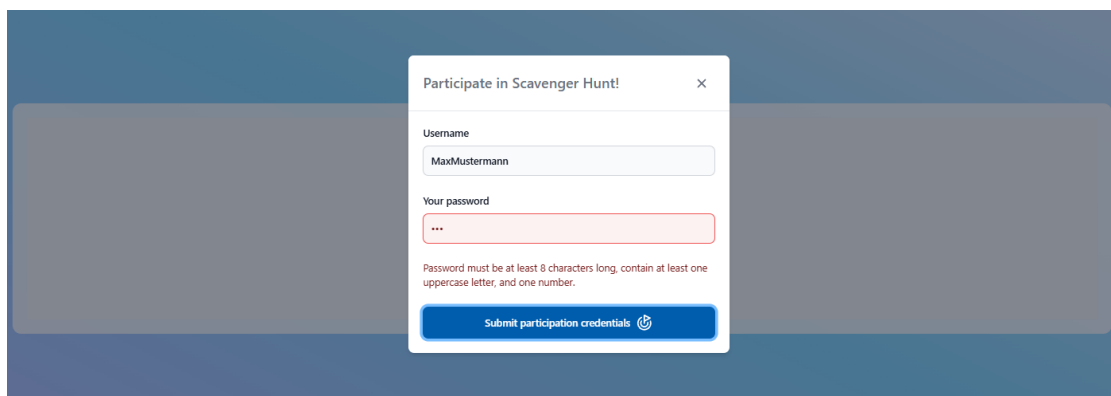 Participate in Scavenger Hunt!
Username
MaxMustermann
Your password
•••
Password must be at least 8 characters long, contain at least one
uppercase letter, and one number.
Submit participation credentials